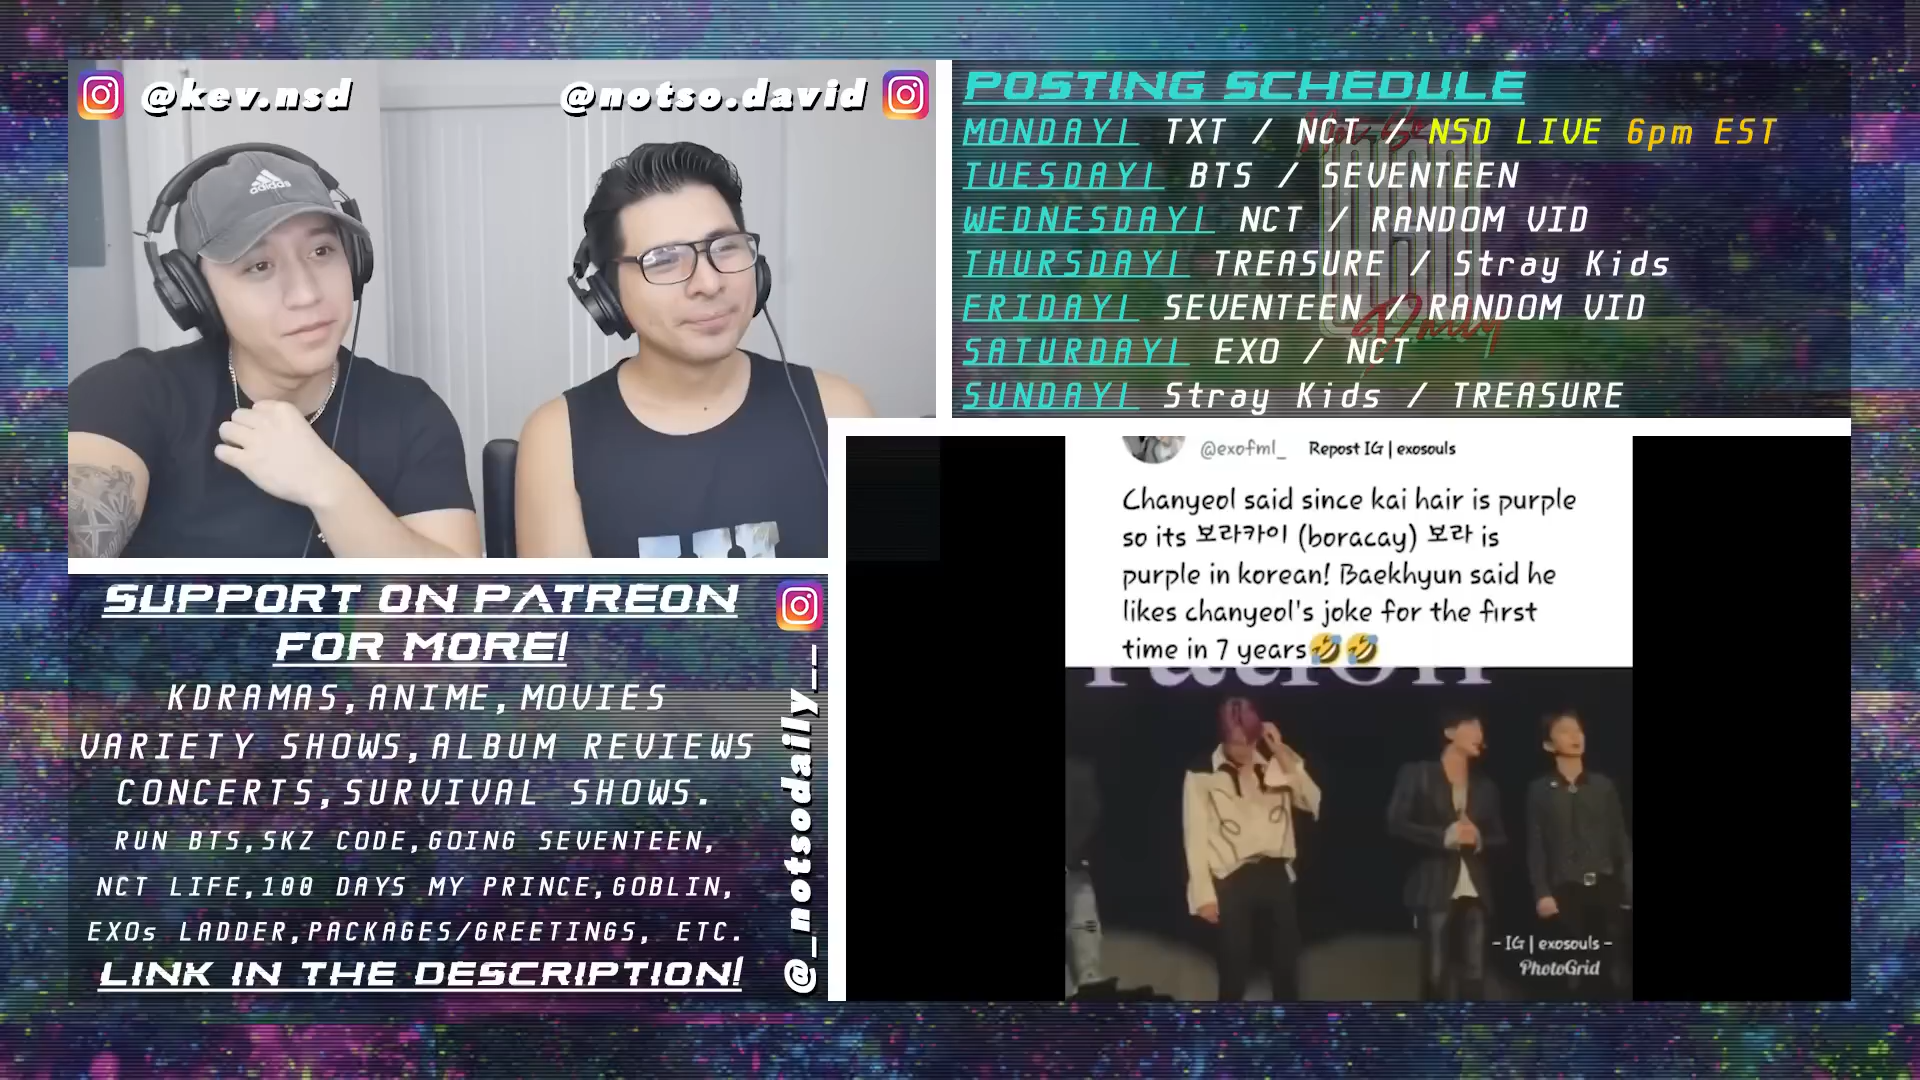 @kev.nsd
@notso.david
adidas
POSTING SCHEDULE
MONDAY| TXT / NCT / NSD LIVE 6pm EST
TUESDAY| BTS / SEVENTEEN
WEDNESDAY| NCT / RANDOM VID
THURSDAY| TREASURE / Stray Kids
FRIDAY| SEVENTEEN / RANDOM VID
SATURDAY| EXO / NCT
SUNDAY| Stray Kids / TREASURE
SUPPORT ON PATREON
FOR MORE!
KDRAMAS,ANIME,MOVIES
VARIETY SHOWS,ALBUM REVIEWS
CONCERTS,SURVIVAL SHOWS.
RUN BTS,SKZ CODE,GOING SEVENTEEN,
NCT LIFE,100 DAYS MY PRINCE,GOBLIN,
EXOs LADDER,PACKAGES/GREETINGS, ETC.
LINK IN THE DESCRIPTION!
@_notsodaily__
@exofml_ Repost IG | exosouls
Chanyeol said since kai hair is purple
so its 보라카이 (boracay) 보라 is
purple in korean! Baekhyun said he
likes chanyeol's joke for the first
time in 7 years🤣🤣
- IG | exosouls -
PhotoGrid